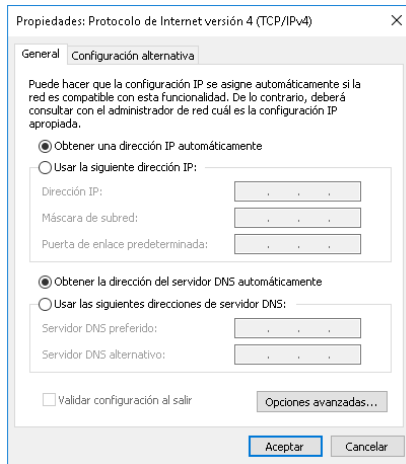 Propiedades: Protocolo de Internet versión 4 (TCP/IPv4)
General
Configuración alternativa
Puede hacer que la configuración IP se asigne automáticamente si la
red es compatible con esta funcionalidad. De lo contrario, deberá
consultar con el administrador de red cuál es la configuración IP
apropiada.
Obtener una dirección IP automáticamente
Usar la siguiente dirección IP:
Dirección IP:
Máscara de subred:
Puerta de enlace predeterminada:
Obtener la dirección del servidor DNS automáticamente
Usar las siguientes direcciones de servidor DNS:
Servidor DNS preferido:
Servidor DNS alternativo:
Validar configuración al salir
Opciones avanzadas...
Aceptar
Cancelar